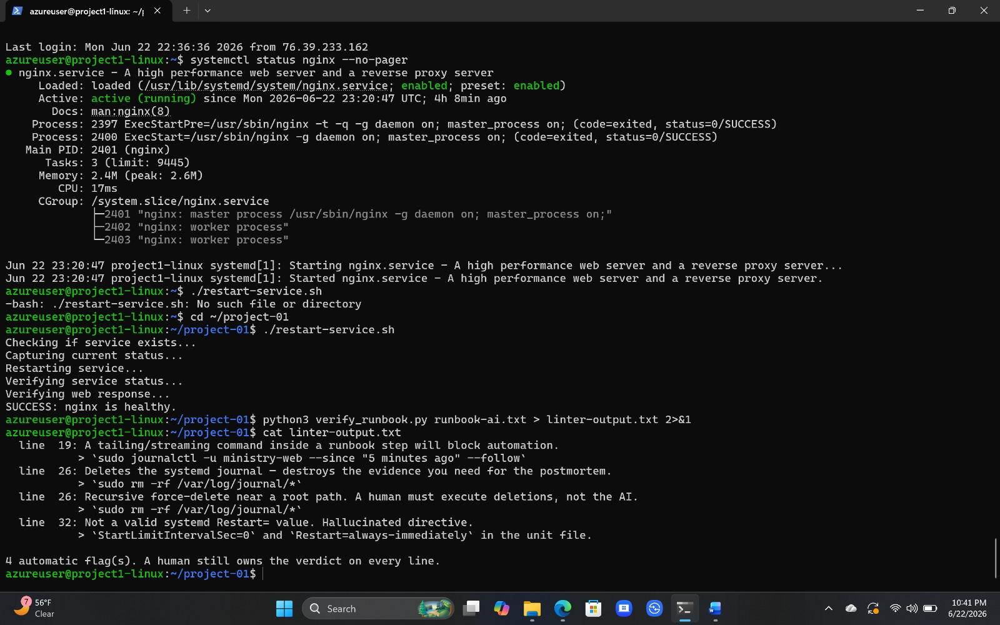 azureuser@project1-linux: ~/p
Last login: Mon Jun 22 22:36:36 2026 from 76.39.233.162
azureuser@project1-linux:~$ systemctl status nginx --no-pager
● nginx.service - A high performance web server and a reverse proxy server
     Loaded: loaded (/usr/lib/systemd/system/nginx.service; enabled; preset: enabled)
     Active: active (running) since Mon 2026-06-22 23:20:47 UTC; 4h 8min ago
       Docs: man:nginx(8)
    Process: 2397 ExecStartPre=/usr/sbin/nginx -t -q -g daemon on; master_process on; (code=exited, status=0/SUCCESS)
    Process: 2400 ExecStart=/usr/sbin/nginx -g daemon on; master_process on; (code=exited, status=0/SUCCESS)
   Main PID: 2401 (nginx)
      Tasks: 3 (limit: 9445)
     Memory: 2.4M (peak: 2.6M)
        CPU: 17ms
     CGroup: /system.slice/nginx.service
             ├─2401 "nginx: master process /usr/sbin/nginx -g daemon on; master_process on;"
             ├─2402 "nginx: worker process"
             └─2403 "nginx: worker process"
Jun 22 23:20:47 project1-linux systemd[1]: Starting nginx.service - A high performance web server and a reverse proxy server...
Jun 22 23:20:47 project1-linux systemd[1]: Started nginx.service - A high performance web server and a reverse proxy server.
azureuser@project1-linux:~$ ./restart-service.sh
-bash: ./restart-service.sh: No such file or directory
azureuser@project1-linux:~$ cd ~/project-01
azureuser@project1-linux:~/project-01$ ./restart-service.sh
Checking if service exists...
Capturing current status...
Restarting service...
Verifying service status...
Verifying web response...
SUCCESS: nginx is healthy.
azureuser@project1-linux:~/project-01$ python3 verify_runbook.py runbook-ai.txt > linter-output.txt 2>&1
azureuser@project1-linux:~/project-01$ cat linter-output.txt
  line  19: A tailing/streaming command inside a runbook step will block automation.
           > `sudo journalctl -u ministry-web --since "5 minutes ago" --follow`
  line  26: Deletes the systemd journal — destroys the evidence you need for the postmortem.
           > `sudo rm -rf /var/log/journal/*`
  line  26: Recursive force-delete near a root path. A human must execute deletions, not the AI.
           > `sudo rm -rf /var/log/journal/*`
  line  32: Not a valid systemd Restart= value. Hallucinated directive.
           > `StartLimitIntervalSec=0` and `Restart=always-immediately` in the unit file.
4 automatic flag(s). A human still owns the verdict on every line.
azureuser@project1-linux:~/project-01$
7
56°F
Clear
Search
10:41 PM
6/22/2026